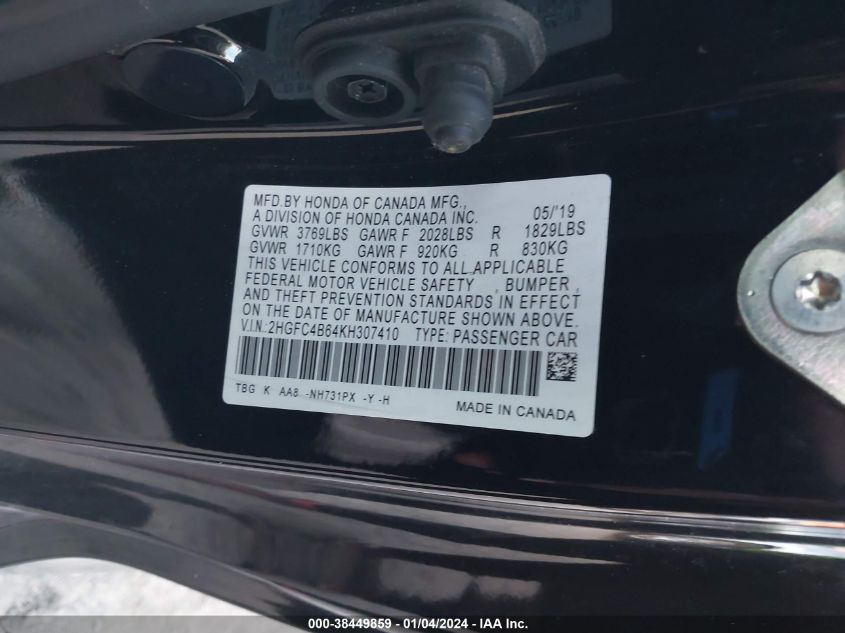 MFD.BY HONDA OF CANADA MFG.,
A DIVISION OF HONDA CANADA INC. 05/'19
GVWR 3769LBS GAWR F 2028LBS R 1829LBS
GVWR 1710KG GAWR F 920KG R 830KG
THIS VEHICLE CONFORMS TO ALL APPLICABLE
FEDERAL MOTOR VEHICLE SAFETY , BUMPER ,
AND THEFT PREVENTION STANDARDS IN EFFECT
ON THE DATE OF MANUFACTURE SHOWN ABOVE.
V.I.N.:2HGFC4B64KH307410 TYPE: PASSENGER CAR
TBG K AA8 -NH731PX -Y -H
MADE IN CANADA
000-38449859 - 01/04/2024 - IAA Inc.